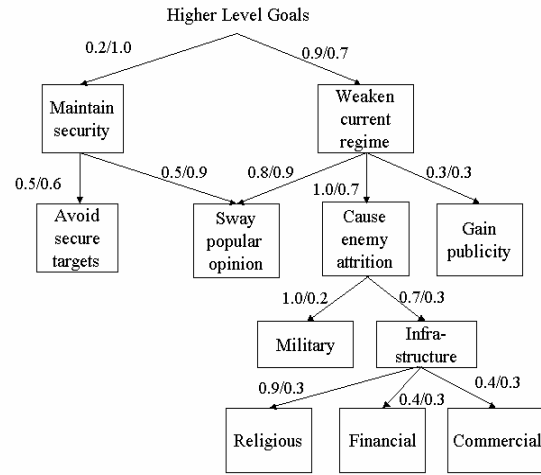 Higher Level Goals
0.2/1.0
0.9/0.7
Maintain
security
Weaken
current
regime
0.5/0.6
0.5/0.9
0.8/0.9
1.0/0.7
0.3/0.3
Avoid
secure
targets
Sway
popular
opinion
Cause
enemy
attrition
Gain
publicity
1.0/0.2
0.7/0.3
Military
Infra-
structure
0.9/0.3
0.4/0.3
0.4/0.3
Religious
Financial
Commercial